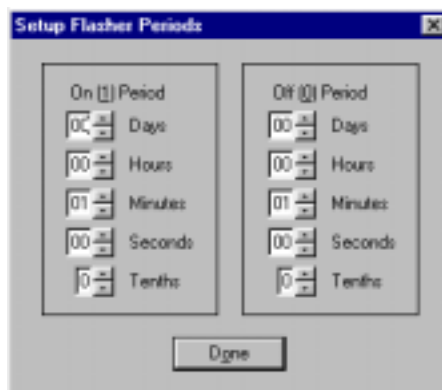 Setup Flasher Periods
On (1) Period
00 Days
00 Hours
01 Minutes
00 Seconds
0 Tenths
Off (0) Period
00 Days
00 Hours
01 Minutes
00 Seconds
0 Tenths
Done